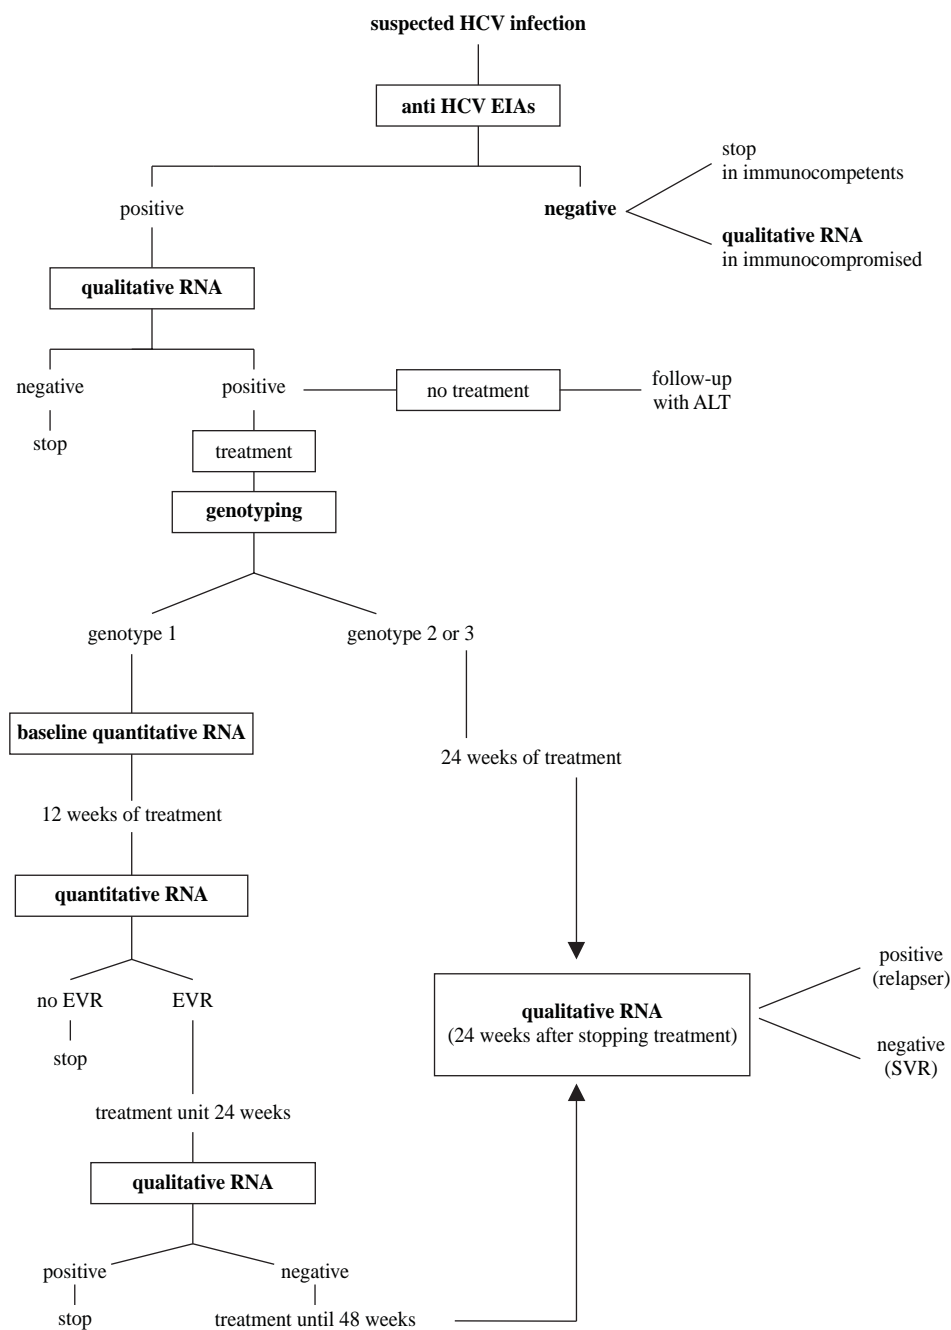 suspected HCV infection
anti HCV EIAs
stop
in immunocompetents
positive
negative
qualitative RNA
in immunocompromised
qualitative RNA
negative
positive
no treatment
follow-up
with ALT
stop
treatment
genotyping
genotype 1
genotype 2 or 3
baseline quantitative RNA
24 weeks of treatment
12 weeks of treatment
quantitative RNA
no EVR
EVR
stop
positive
(relapser)
qualitative RNA
(24 weeks after stopping treatment)
negative
(SVR)
treatment unit 24 weeks
qualitative RNA
positive
negative
stop
treatment until 48 weeks